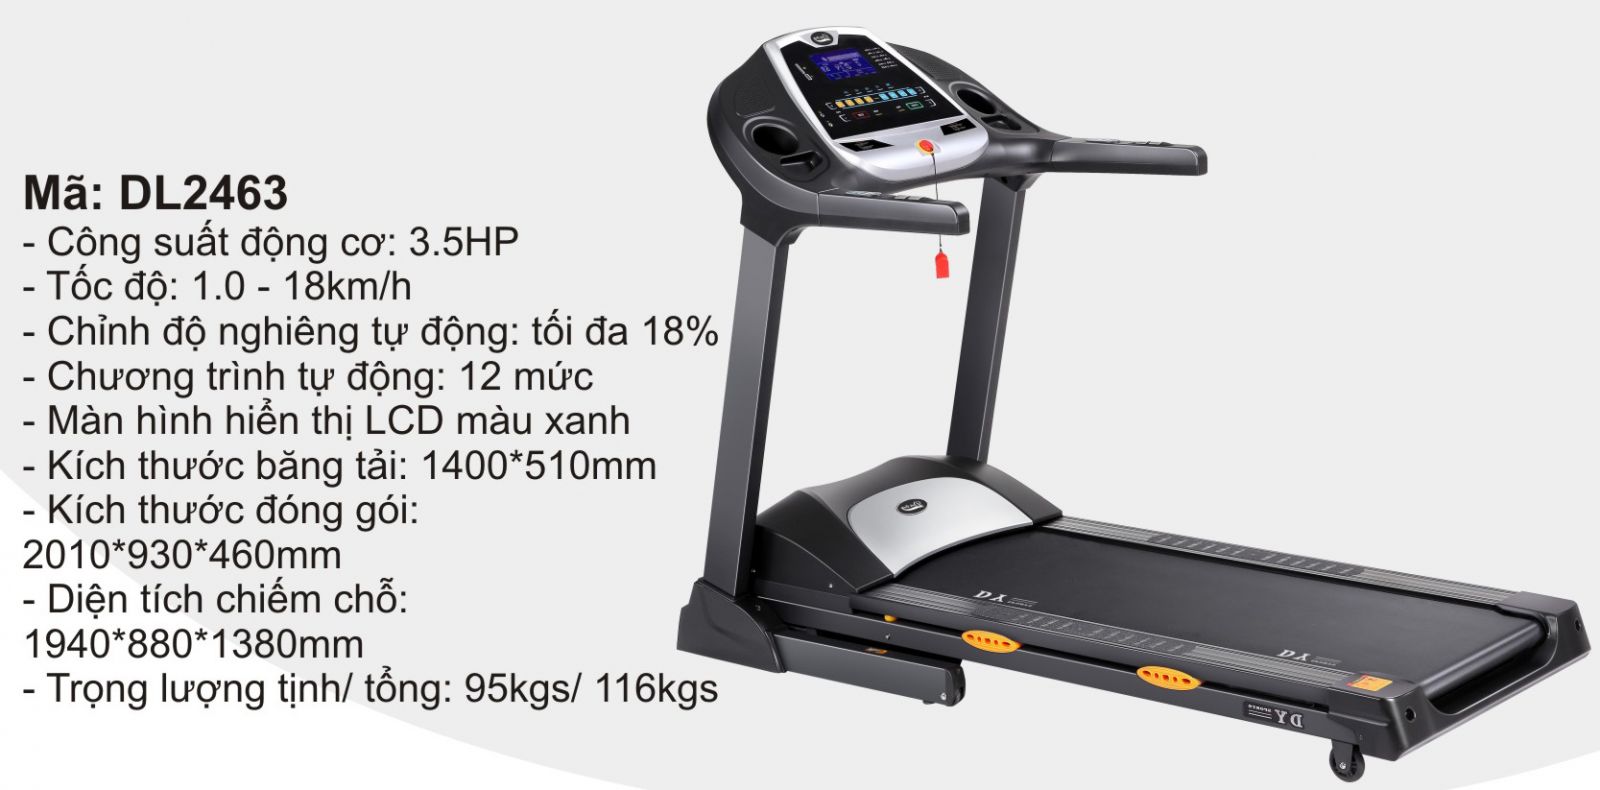 Mã: DL2463
- Công suất động cơ: 3.5HP
- Tốc độ: 1.0 - 18km/h
- Chỉnh độ nghiêng tự động: tối đa 18%
- Chương trình tự động: 12 mức
- Màn hình hiển thị LCD màu xanh
- Kích thước băng tải: 1400*510mm
- Kích thước đóng gói:
2010*930*460mm
- Diện tích chiếm chỗ:
1940*880*1380mm
- Trọng lượng tịnh/ tổng: 95kgs/ 116kgs
DY
DY
DY SPORTS